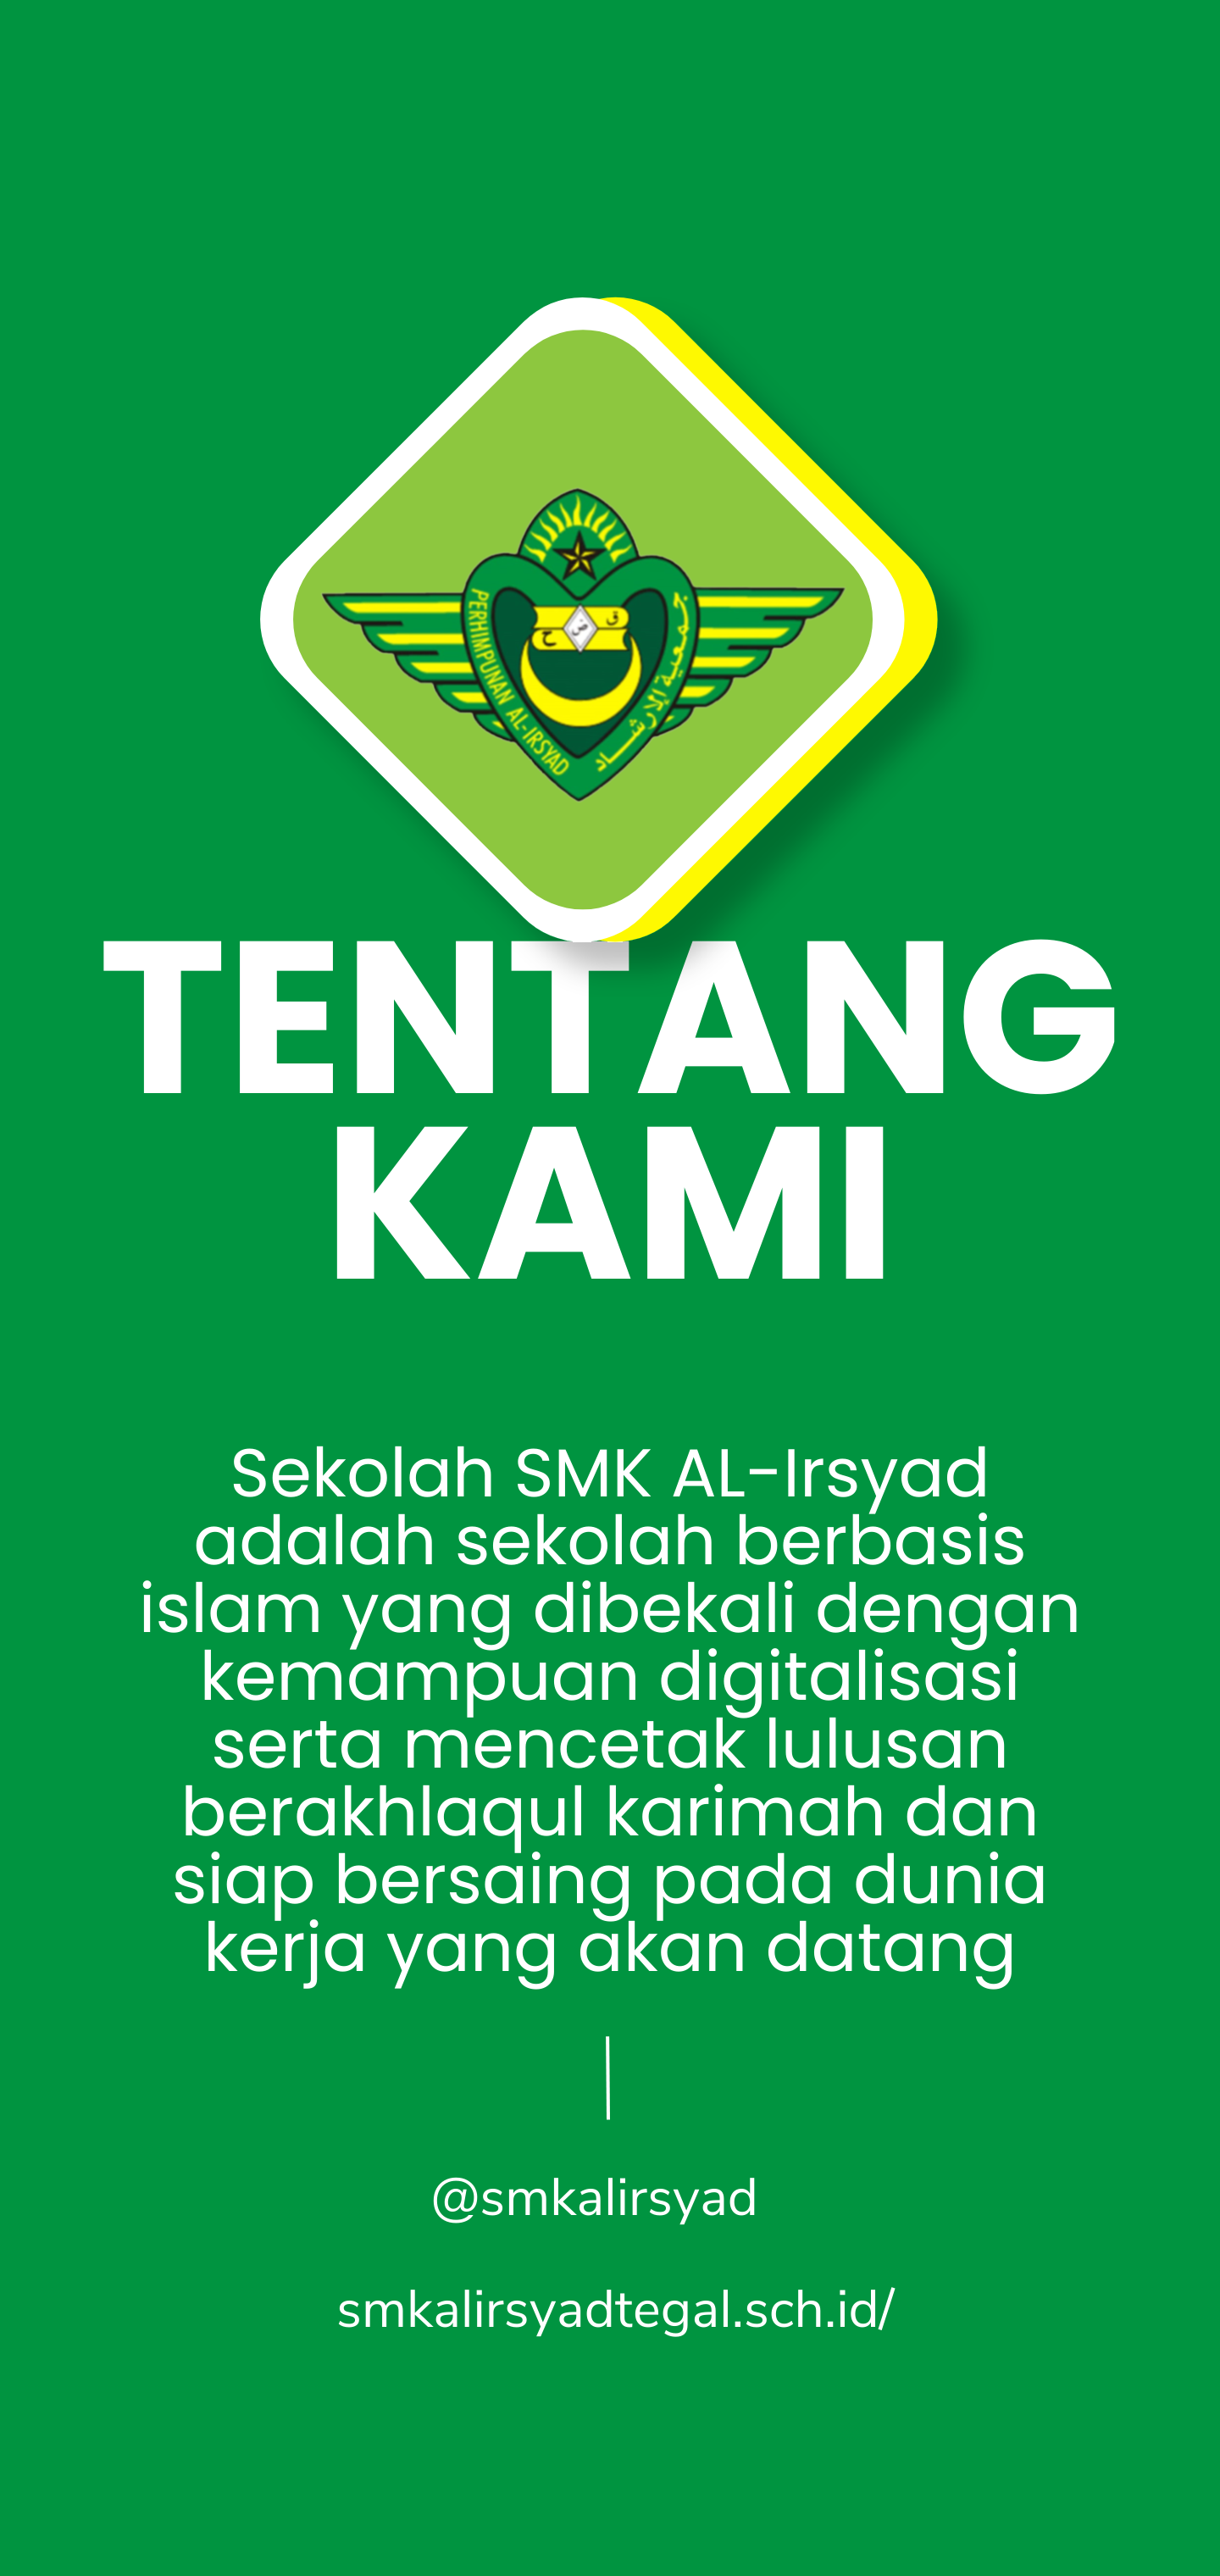 PERHIMPUNAN AL-IRSYAD
جمعية الإرشاد
TENTANG
KAMI
Sekolah SMK AL-Irsyad
adalah sekolah berbasis
islam yang dibekali dengan
kemampuan digitalisasi
serta mencetak lulusan
berakhlaqul karimah dan
siap bersaing pada dunia
kerja yang akan datang
@smkalirsyad
smkalirsyadtegal.sch.id/